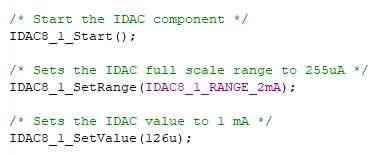 /* Start the IDAC component */
IDAC8_1_Start();
/* Sets the IDAC full scale range to 255uA */
IDAC8_1_SetRange(IDAC8_1_RANGE_2mA);
/* Sets the IDAC value to 1 mA */
IDAC8_1_SetValue(126u);